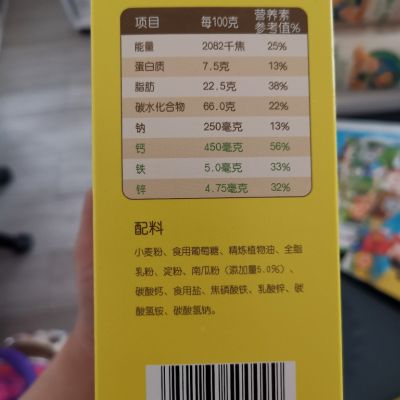 项目 每100克 营养素参考值%
能量 2082千焦 25%
蛋白质 7.5克 13%
脂肪 22.5克 38%
碳水化合物 66.0克 22%
钠 250毫克 13%
钙 450毫克 56%
铁 5.0毫克 33%
锌 4.75毫克 32%
配料
小麦粉、食用葡萄糖、精炼植物油、全脂
乳粉、淀粉、南瓜粉（添加量5.0%）、
碳酸钙、食用盐、焦磷酸铁、乳酸锌、碳
酸氢铵、碳酸氢钠。